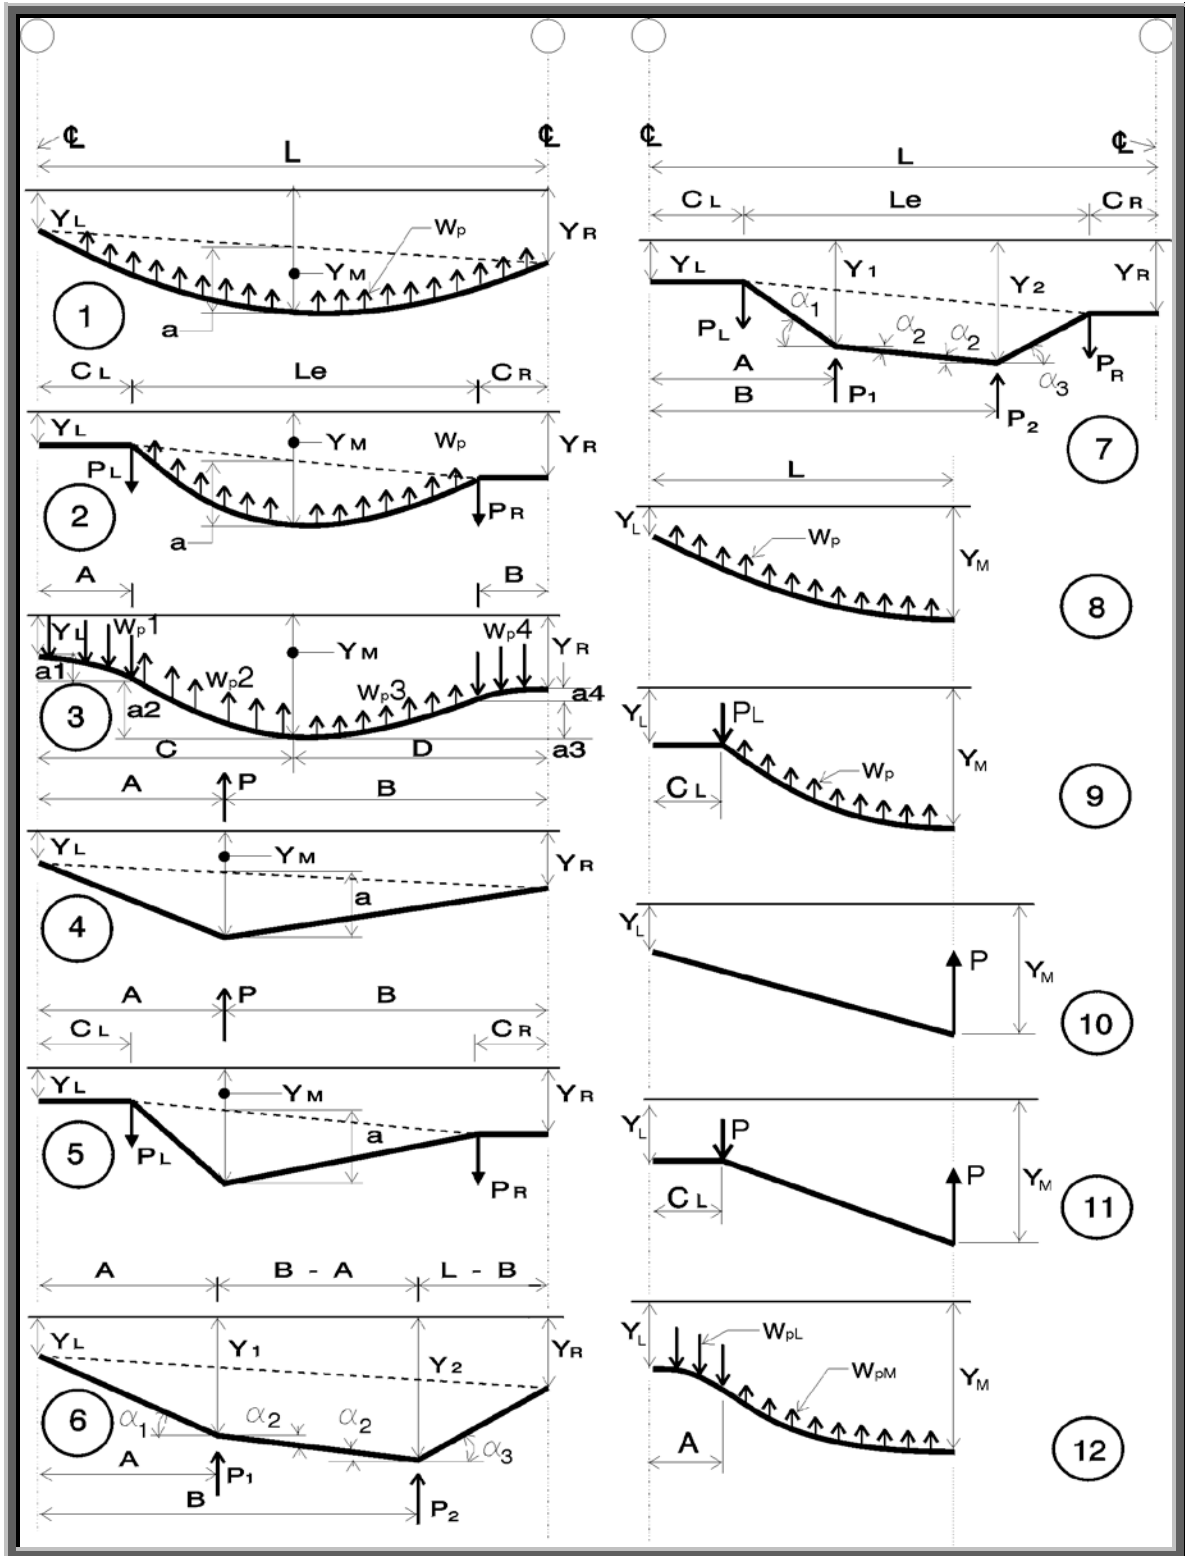 ℄ ℄
L
YL Wp YR
YM
1
a
CL Le CR
YL YM Wp YR
PL
2 PR
a
A B
YL Wp1 Wp4 YR
YM
a1 Wp2 Wp3 a4
3 a2
C D a3
A P B
YL YM YR
a
4
A P B
CL CR
YL YM YR
a
5 PL
PR
A B - A L - B
YL Y1 Y2 YR
6 α1 α2 α2 α3
A P1
B P2
℄ ℄
L
CL Le CR
YL Y1 Y2 YR
PL α1 α2 α2 α3 PR
A P1
B P2
7
L
YL Wp YM
8
YL PL YM
Wp
CL 9
YL P YM
10
YL P P YM
CL 11
YL WpL
WpM YM
A 12